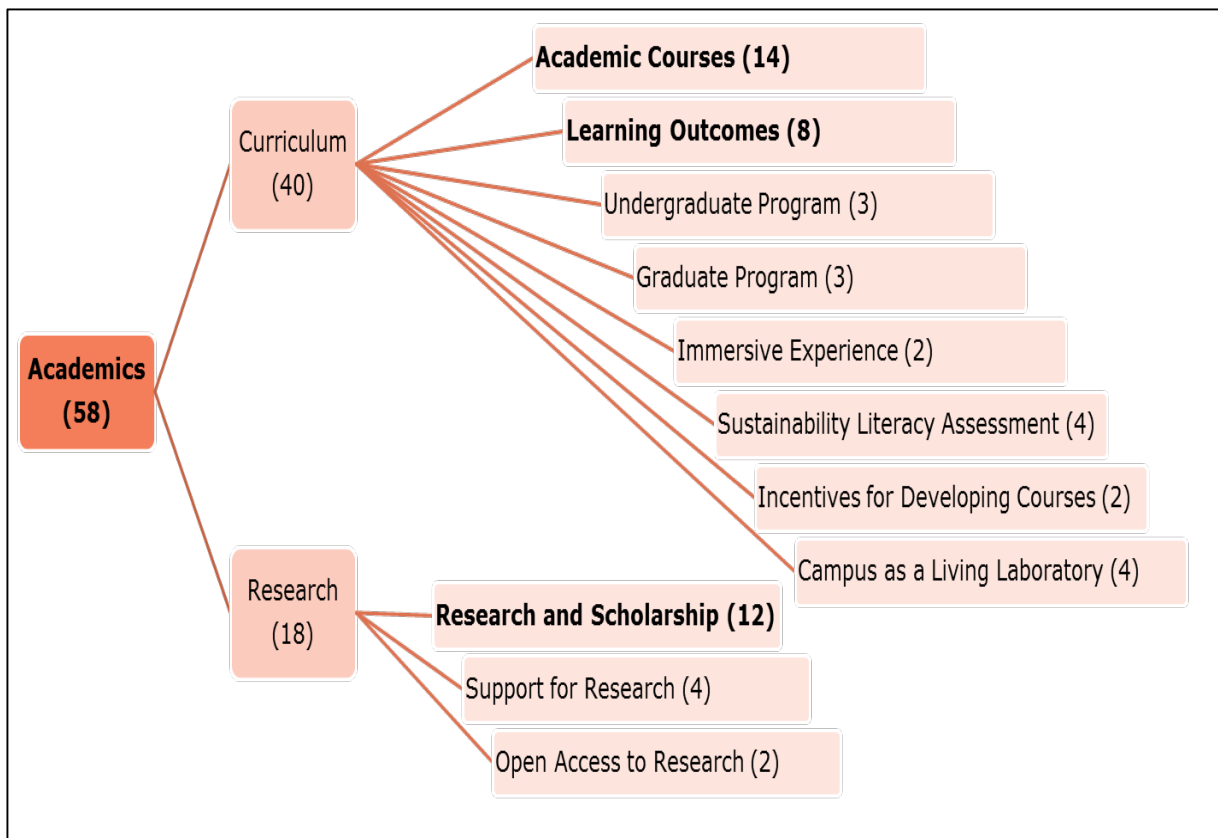 Academics
(58)
Curriculum
(40)
Academic Courses (14)
Learning Outcomes (8)
Undergraduate Program (3)
Graduate Program (3)
Immersive Experience (2)
Sustainability Literacy Assessment (4)
Incentives for Developing Courses (2)
Campus as a Living Laboratory (4)
Research
(18)
Research and Scholarship (12)
Support for Research (4)
Open Access to Research (2)